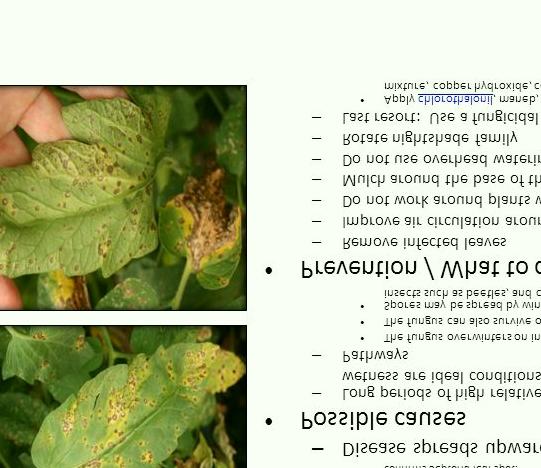 – Disease spreads upwar
• Possible causes
– Long periods of high relative
wetness are ideal conditions
– Pathways
• The fungus overwinters on in
• The fungus can also survive o
• Spores may be spread by win
insects such as beetles, and c
• Prevention / What to d
– Remove infected leaves
– Improve air circulation aroun
– Do not work around plants w
– Mulch around the base of th
– Do not use overhead waterin
– Rotate nightshade family
– Last resort: Use a fungicidal
• Apply chlorothalonil, maneb,
mixture, copper hydroxide, c